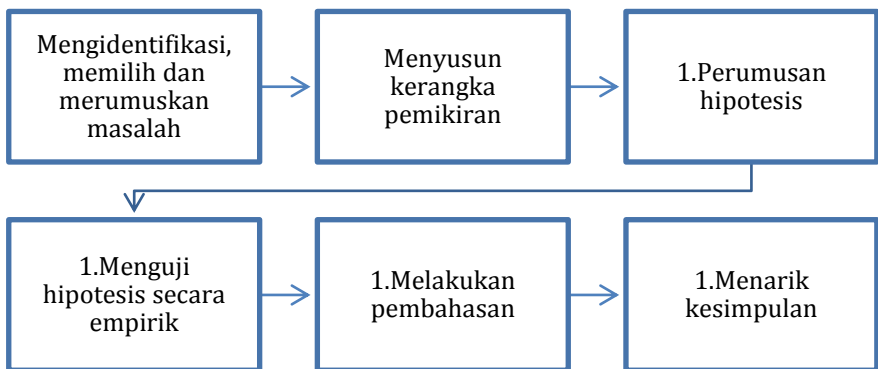 Mengidentifikasi,
memilih dan
merumuskan
masalah
Menyusun
kerangka
pemikiran
1.Perumusan
hipotesis
1.Menguji
hipotesis secara
empirik
1.Melakukan
pembahasan
1.Menarik
kesimpulan